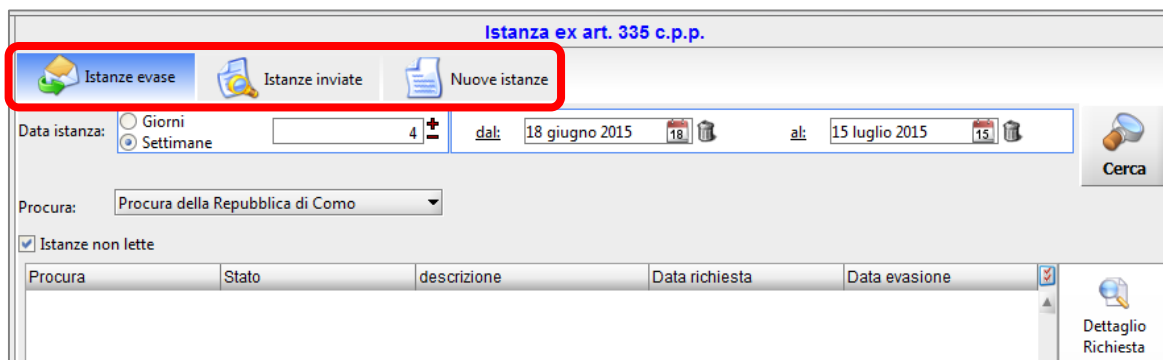 Istanza ex art. 335 c.p.p.
Istanze evase Istanze inviate Nuove istanze
Data istanza: Giorni Settimane 4 dal: 18 giugno 2015 18 al: 15 luglio 2015 15
Cerca
Procura: Procura della Repubblica di Como
Istanze non lette
Procura Stato descrizione Data richiesta Data evasione
Dettaglio
Richiesta